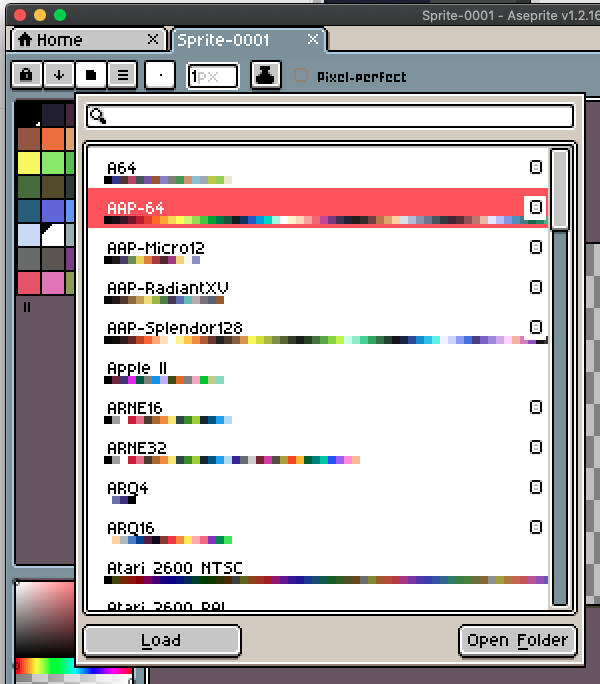 Sprite-0001 - Aseprite v1.2.16
Home
Sprite-0001
1px
Pixel-perfect
A64
AAP-64
AAP-Micro12
AAP-RadiantXV
AAP-Splendor128
Apple II
ARNE16
ARNE32
ARQ4
ARQ16
Atari 2600 NTSC
Atari 2600 PAL
Load
Open Folder